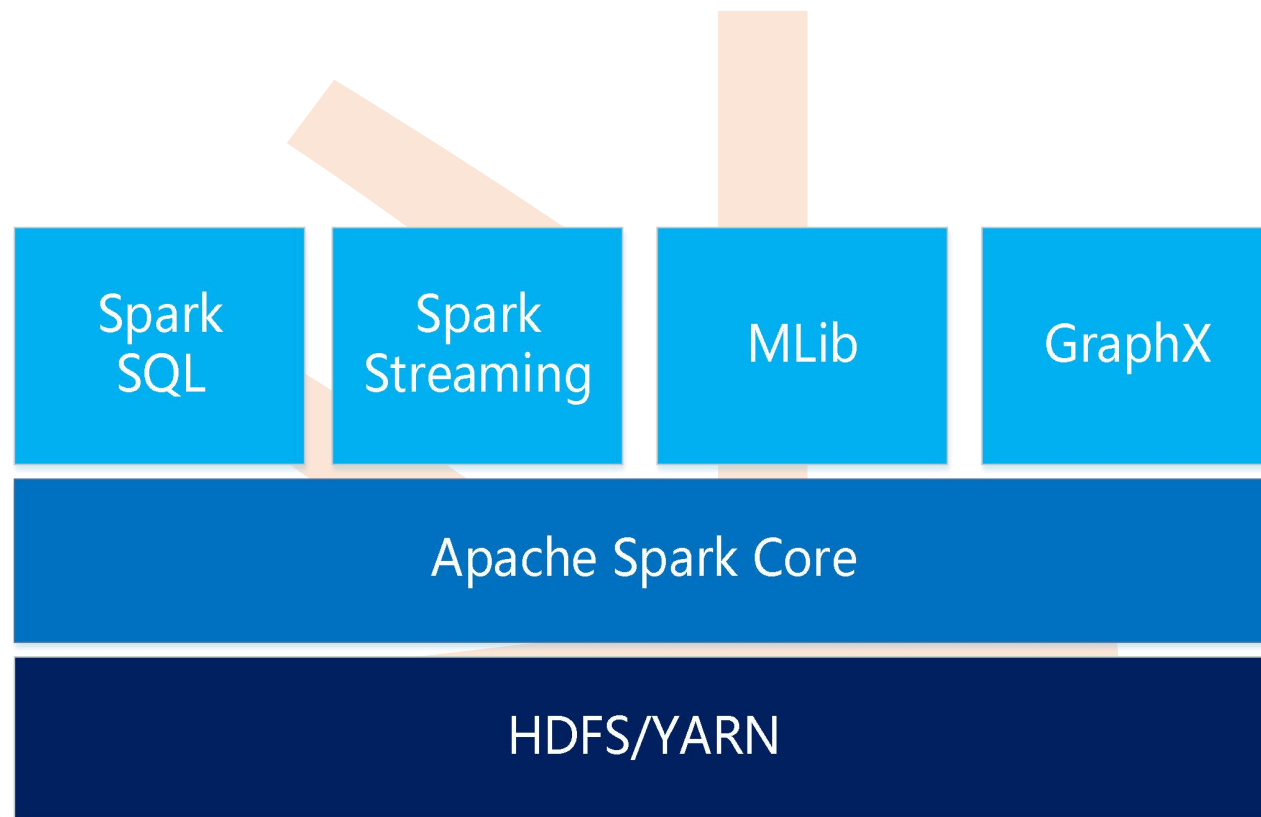 Spark
SQL
Spark
Streaming
MLib
GraphX
Apache Spark Core
HDFS/YARN